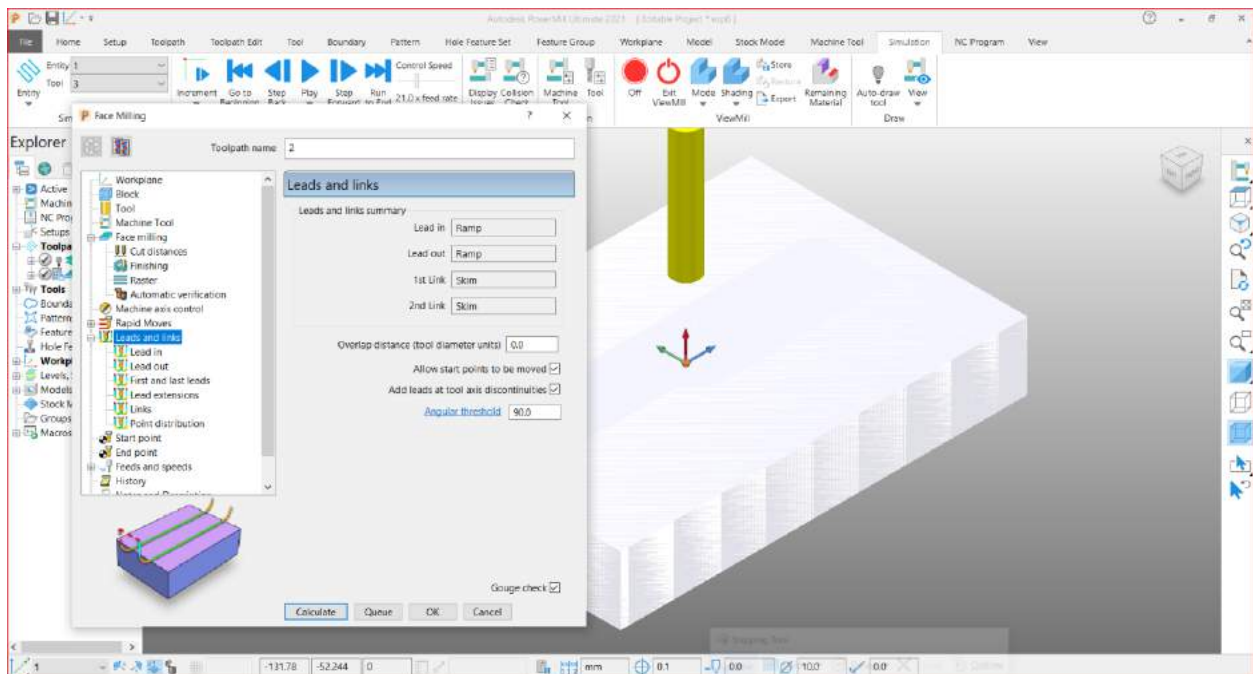 Autodesk PowerMill Ultimate 2021
File Home Setup Toolpath Toolpath Edit Tool Boundary Pattern Hole Feature Set Feature Group Workplane Model Stock Model Machine Tool Simulation NC Program View
Entity 1
Tool 3
Entity
Increment
Go to Beginning
Step Back
Play
Step Forward
Run to End
Control Speed
21.0 x feed rate
Display Issues
Collision Check
Machine Tool
Tool
Off
Exit ViewMill
Mode
Shading
Store
Restore
Export
Remaining Material
Auto-draw tool
View
ViewMill
Draw
Face Milling
Toolpath name 2
Explorer
Active
Machin
NC Prog
Setups
Toolpa
Tools
Bounda
Pattern
Feature
Hole Fe
Workp
Levels,
Models
Stock M
Groups
Macros
Workplane
Block
Tool
Machine Tool
Face milling
Cut distances
Finishing
Raster
Automatic verification
Machine axis control
Rapid Moves
Leads and links
Lead in
Lead out
First and last leads
Lead extensions
Links
Point distribution
Start point
End point
Feeds and speeds
History
Leads and links
Leads and links summary
Lead in Ramp
Lead out Ramp
1st Link Skim
2nd Link Skim
Overlap distance (tool diameter units) 0.0
Allow start points to be moved
Add leads at tool axis discontinuities
Angular threshold 90.0
Gouge check
Calculate Queue OK Cancel
1 -131.78 -52.244 0 mm 0.1 0.0 10.0 0.0